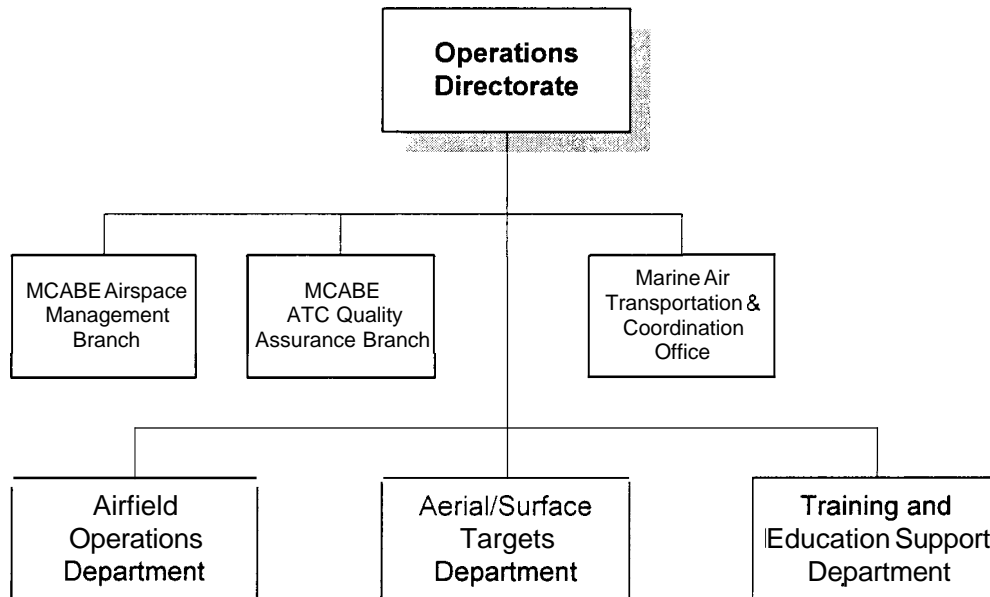 Operations
Directorate
MCABE Airspace
Management
Branch
MCABE
ATC Quality
Assurance Branch
Marine Air
Transportation &
Coordination
Office
Airfield
Operations
Department
Aerial/Surface
Targets
Department
Training and
Education Support
Department